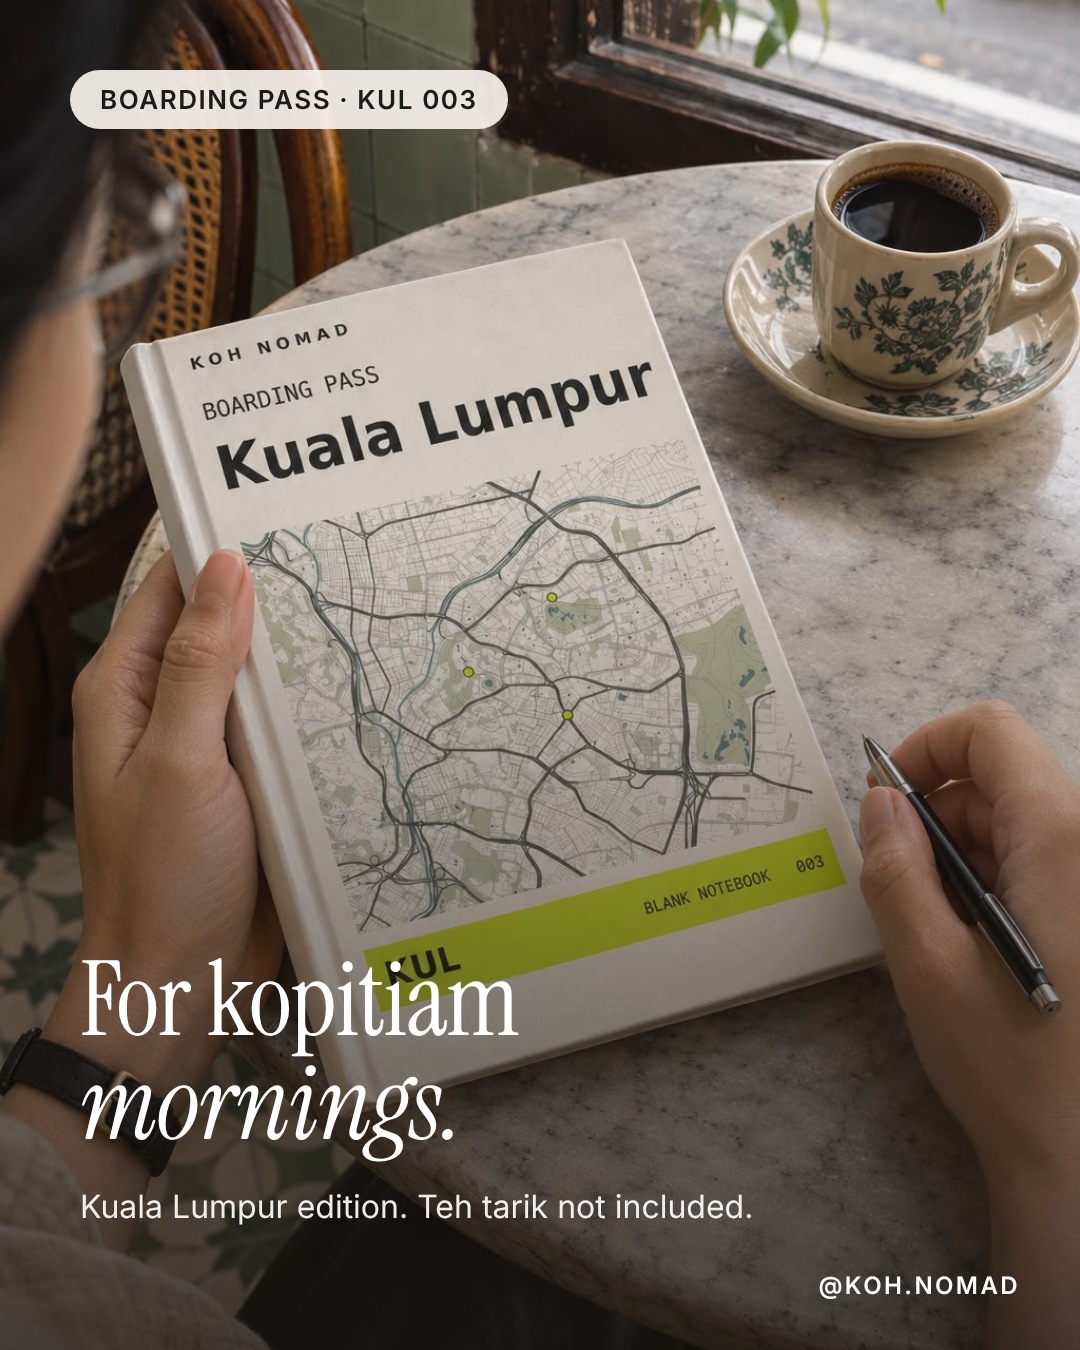 BOARDING PASS · KUL 003
KOH NOMAD
BOARDING PASS
Kuala Lumpur
BLANK NOTEBOOK 003
KUL
For kopitiam
mornings.
Kuala Lumpur edition. Teh tarik not included.
@KOH.NOMAD